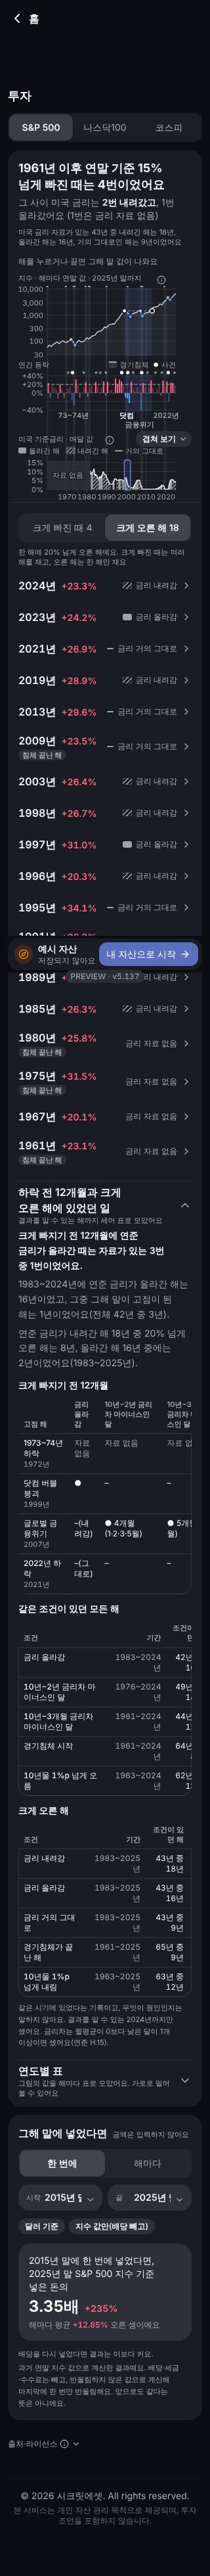 홈
투자
S&P 500
나스닥100
코스피
1961년 이후 연말 기준 15%
넘게 빠진 때는 4번이었어요
그 사이 미국 금리는 2번 내려갔고, 1번
올라갔어요 (1번은 금리 자료 없음)
미국 금리 자료가 있는 43년 중 내려간 해는 18번,
올라간 해는 16번, 거의 그대로인 해는 9번이었어요
해를 누르거나 끌면 그해 말 값이 나와요
지수 · 해마다 연말 값 · 2025년 말까지
10,000
3,000
1,000
300
100
30
연간 등락
경기침체
사건
+40%
+20%
0%
−40%
73–74년
닷컴
2022년
금융위기
미국 기준금리 · 매달 값
겹쳐 보기
올라간 해
내려간 해
거의 그대로
15%
10%
5%
0%
자료 없음
1970 1980 1990 2000 2010 2020
크게 빠진 때 4
크게 오른 해 18
한 해에 20% 넘게 오른 해예요. 크게 빠진 때는 여러
해를 재고, 오른 해는 한 해만 재요
2024년 +23.3% 금리 내려감
2023년 +24.2% 금리 올라감
2021년 +26.9% 금리 거의 그대로
2019년 +28.9% 금리 내려감
2013년 +29.6% 금리 거의 그대로
2009년 +23.5% 금리 거의 그대로
침체 끝난 해
2003년 +26.4% 금리 내려감
1998년 +26.7% 금리 내려감
1997년 +31.0% 금리 올라감
1996년 +20.3% 금리 내려감
1995년 +34.1% 금리 거의 그대로
예시 자산
저장되지 않아요
내 자산으로 시작
PREVIEW · v5.137
1989년
내려감
1985년 +26.3% 금리 내려감
1980년 +25.8% 금리 자료 없음
침체 끝난 해
1975년 +31.5% 금리 자료 없음
침체 끝난 해
1967년 +20.1% 금리 자료 없음
1961년 +23.1% 금리 자료 없음
침체 끝난 해
하락 전 12개월과 크게
오른 해에 있었던 일
결과를 알 수 있는 해까지 세어 표로 모았어요
크게 빠지기 전 12개월에 연준
금리가 올라간 때는 자료가 있는 3번
중 1번이었어요.
1983~2024년에 연준 금리가 올라간 해는
16번이었고, 그중 그해 말이 고점이 된
해는 1번이었어요(전체 42년 중 3년).
연준 금리가 내려간 해 18년 중 20% 넘게
오른 해는 8번, 올라간 해 16년 중에는
2년이었어요(1983~2025년).
크게 빠지기 전 12개월
고점 해
금리
올라
감
10년−2년 금리
차 마이너스인
달
10년−3
금리차
스인 달
1973~74년
하락
1972년
자료
없음
자료 없음
자료 없
닷컴 버블
붕괴
1999년
●
–
–
글로벌 금
융위기
2007년
–(내
려감)
● 4개월
(1·2·3·5월)
● 5개
월)
2022년 하
락
2021년
–(그
대로)
–
–
같은 조건이 있던 모든 해
조건
기간
조건이
금리 올라감
1983~2024
년
42년
10년−2년 금리차 마
이너스인 달
1976~2024
년
49년
10년−3개월 금리차
마이너스인 달
1981~2024
년
44년
경기침체 시작
1961~2024
년
64년
10년물 1%p 넘게 오
름
1963~2024
년
62년
크게 오른 해
조건
기간
조건이 있
던 해
금리 내려감
1983~2025
년
43년 중
18년
금리 올라감
1983~2025
년
43년 중
16년
금리 거의 그대
로
1983~2025
년
43년 중
9년
경기침체가 끝
난 해
1961~2025
년
65년 중
9년
10년물 1%p
넘게 내림
1963~2025
년
63년 중
12년
같은 시기에 있었다는 기록이고, 무엇이 원인인지는
말하지 않아요. 결과를 알 수 있는 2024년까지만
셌어요. 금리차는 월평균이 0보다 낮은 달이 1개
이상이면 셌어요(연준 H.15).
연도별 표
그림의 값을 해마다 표로 모았어요. 가로로 밀어
볼 수 있어요
그해 말에 넣었다면
금액은 입력하지 않아요
한 번에
해마다
시작 2015년 말
끝 2025년
달러 기준
지수 값만(배당 빼고)
2015년 말에 한 번에 넣었다면,
2025년 말 S&P 500 지수 기준
넣은 돈의
3.35배 +235%
해마다 평균 +12.85% 오른 셈이에요
배당을 다시 넣었다면 결과는 이보다 커요.
과거 연말 지수 값으로 계산한 결과예요. 배당·세금
·수수료는 빼고, 반올림하지 않은 값으로 계산해
마지막에 한 번만 반올림해요. 앞으로도 같다는
뜻은 아니에요.
출처·라이선스
© 2026 시크릿에셋. All rights reserved.
본 서비스는 개인 자산 관리 목적으로 제공되며, 투자
조언을 포함하지 않습니다.